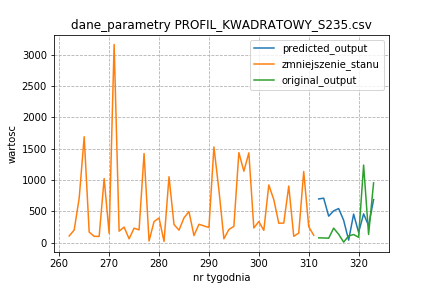 dane_parametry PROFIL_KWADRATOWY_S235.csv
predicted_output
zmniejszenie_stanu
original_output
wartosc
3000
2500
2000
1500
1000
500
0
260 270 280 290 300 310 320
nr tygodnia